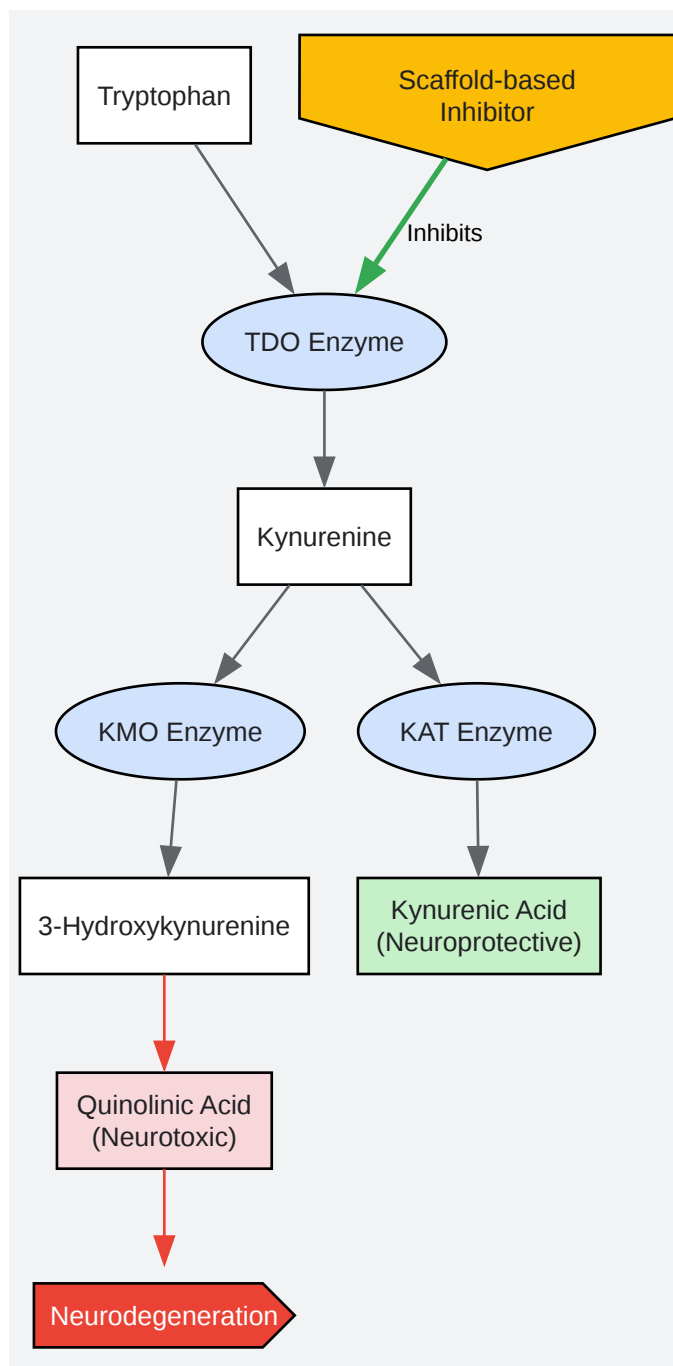 Tryptophan
Scaffold-based
Inhibitor
Inhibits
TDO Enzyme
Kynurenine
KMO Enzyme
KAT Enzyme
3-Hydroxykynurenine
Kynurenic Acid
(Neuroprotective)
Quinolinic Acid
(Neurotoxic)
Neurodegeneration